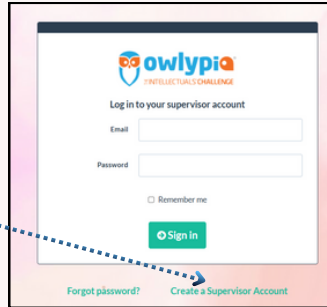 owlypia
THE INTELLECTUALS CHALLENGE
Log in to your supervisor account
Email
Password
Remember me
Sign in
Forgot password?
Create a Supervisor Account